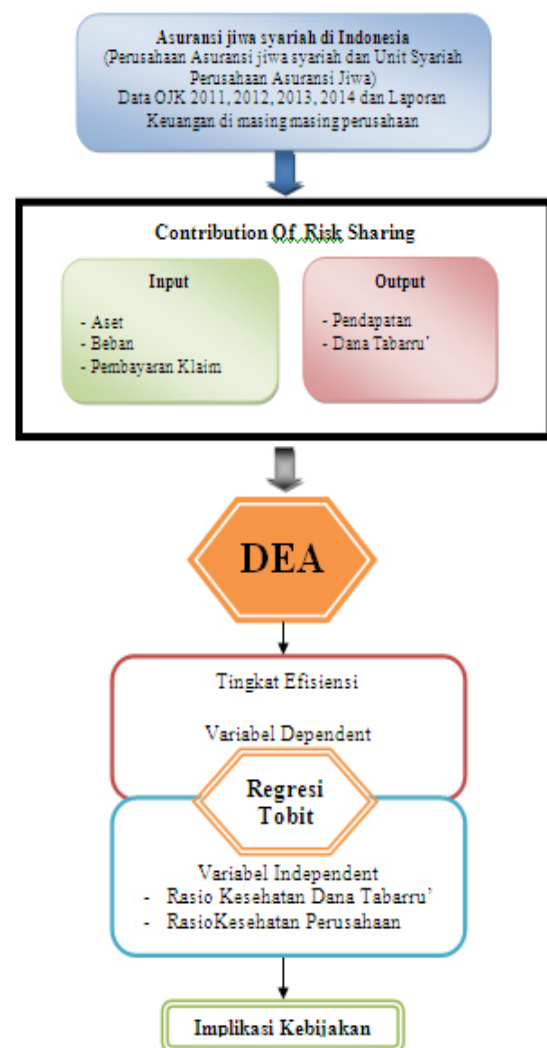 Asuransi jiwa syariah di Indonesia
(Perusahaan Asuransi jiwa syariah dan Unit Syariah
Perusahaan Asuransi Jiwa)
Data OJK 2011, 2012, 2013, 2014 dan Laporan
Keuangan di masing masing perusahaan
Contribution Of Risk Sharing
Input
- Aset
- Beban
- Pembayaran Klaim
Output
- Pendapatan
- Dana Tabarru’
DEA
Tingkat Efisiensi
Variabel Dependent
Regresi
Tobit
Variabel Independent
- Rasio Kesehatan Dana Tabarru’
- RasioKesehatan Perusahaan
Implikasi Kebijakan